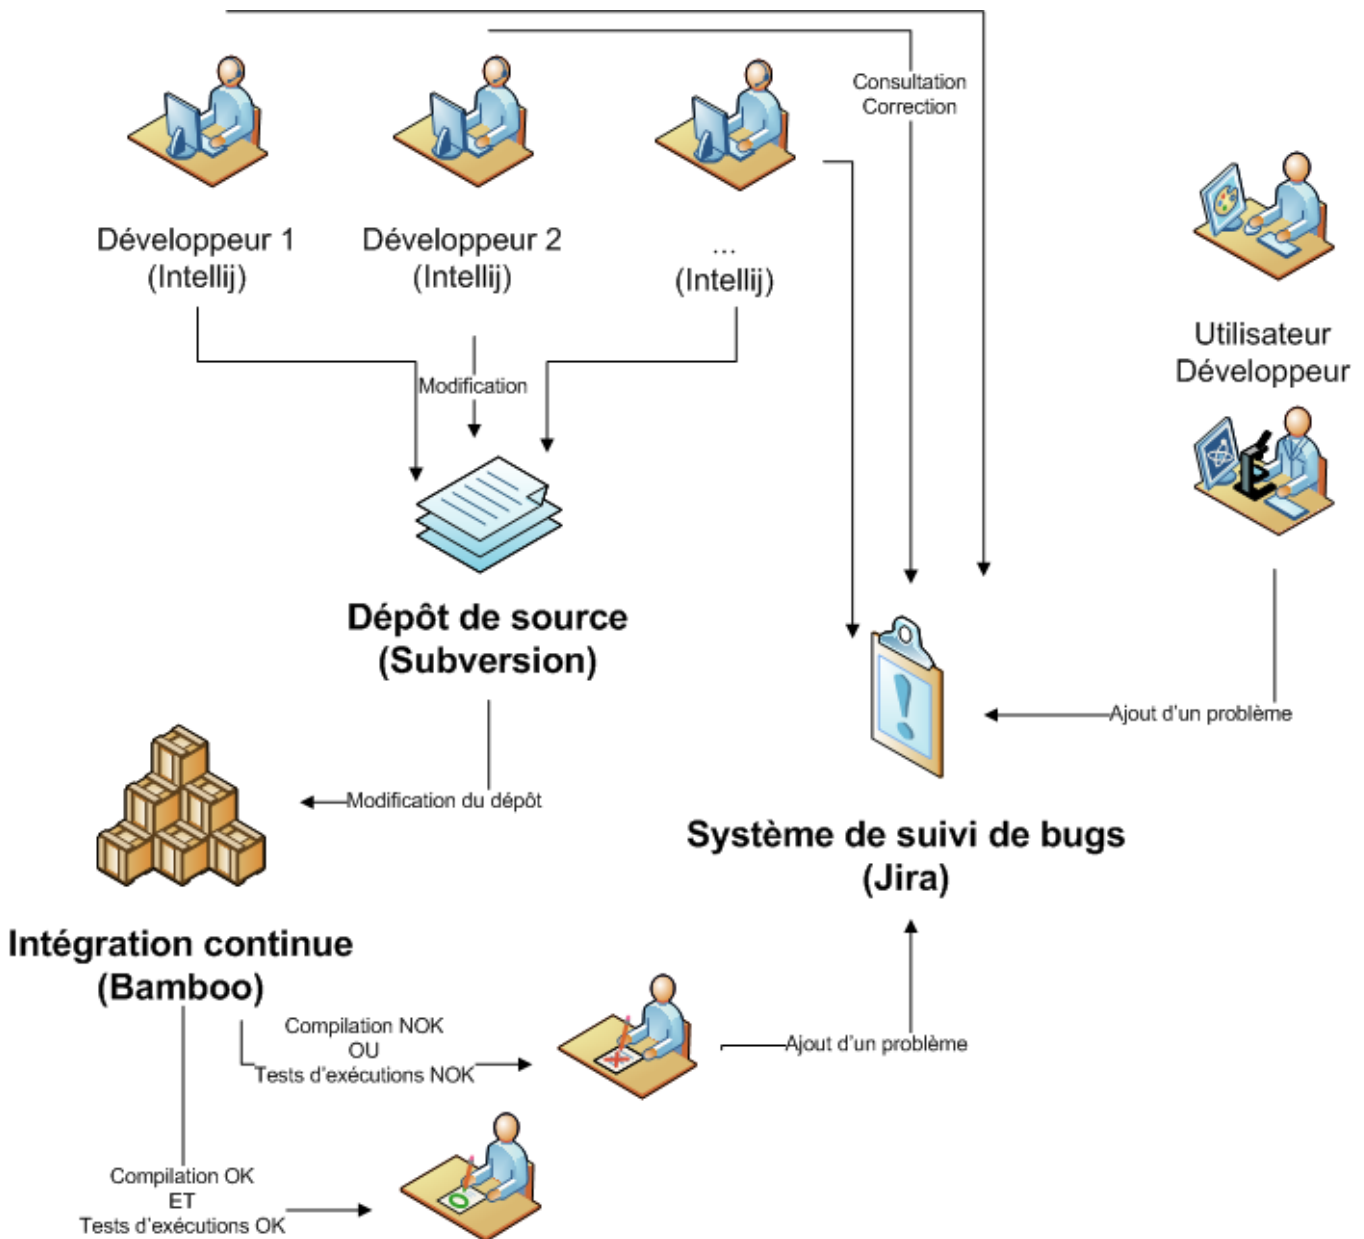 Consultation
Correction
Développeur 1
(Intellij)
Développeur 2
(Intellij)
...
(Intellij)
Utilisateur
Développeur
Modification
Dépôt de source
(Subversion)
Ajout d'un problème
Modification du dépôt
Système de suivi de bugs
(Jira)
Intégration continue
(Bamboo)
Compilation NOK
OU
Tests d'exécutions NOK
Ajout d'un problème
Compilation OK
ET
Tests d'exécutions OK